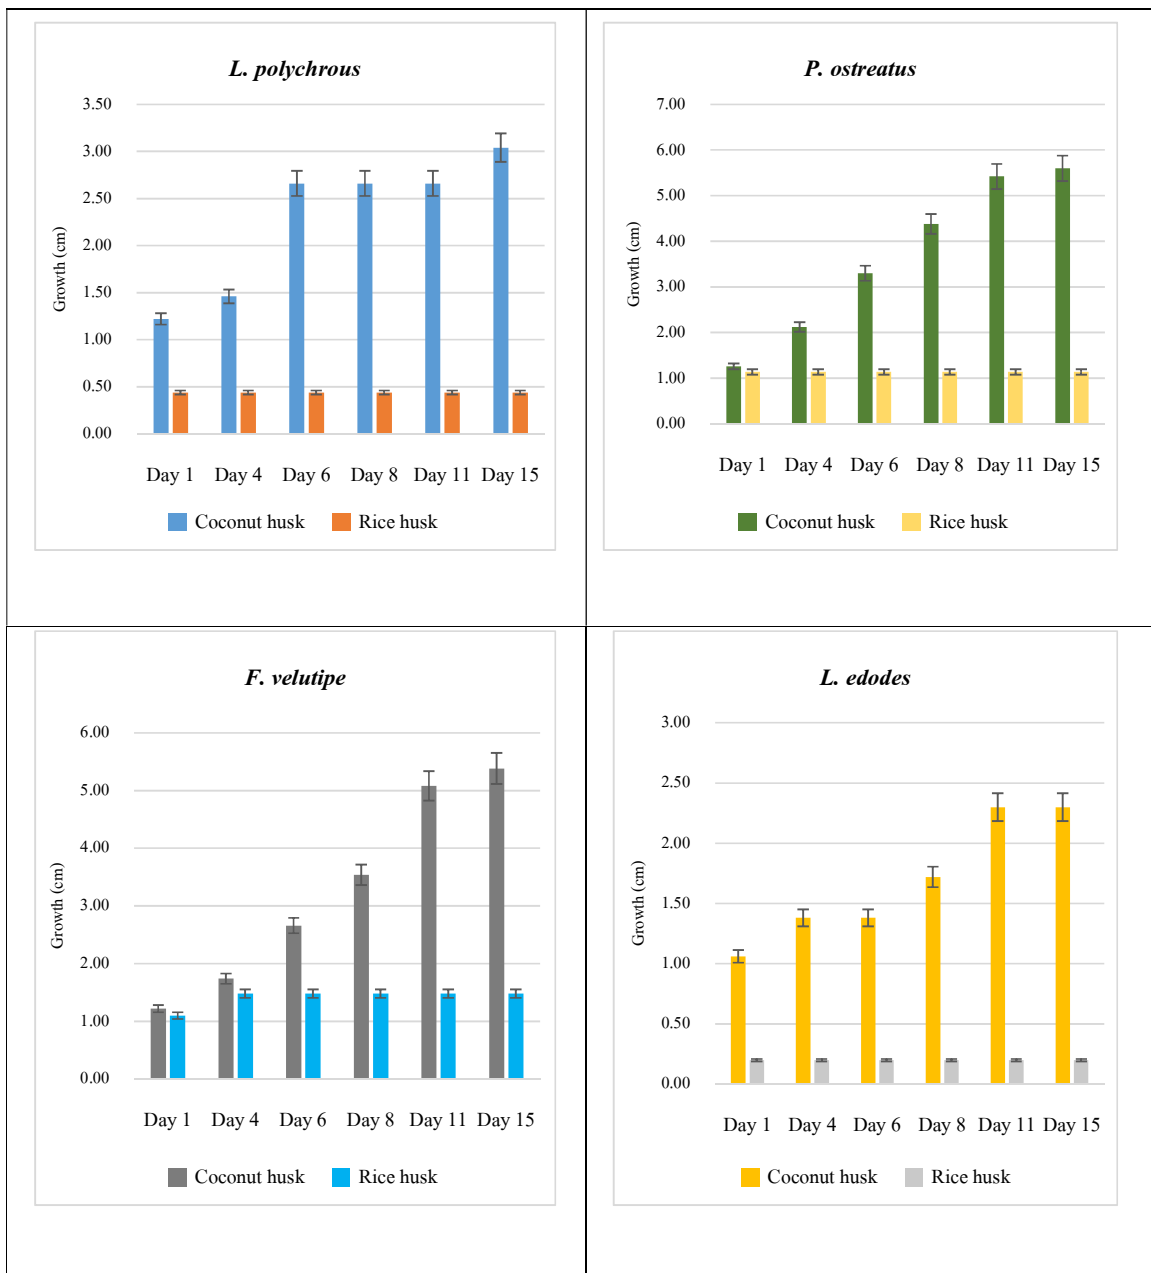 L. polychrous
3.50
3.00
2.50
2.00
1.50
1.00
0.50
0.00
Growth (cm)
Day 1 Day 4 Day 6 Day 8 Day 11 Day 15
Coconut husk Rice husk
P. ostreatus
7.00
6.00
5.00
4.00
3.00
2.00
1.00
0.00
Growth (cm)
Day 1 Day 4 Day 6 Day 8 Day 11 Day 15
Coconut husk Rice husk
F. velutipe
6.00
5.00
4.00
3.00
2.00
1.00
0.00
Growth (cm)
Day 1 Day 4 Day 6 Day 8 Day 11 Day 15
Coconut husk Rice husk
L. edodes
3.00
2.50
2.00
1.50
1.00
0.50
0.00
Growth (cm)
Day 1 Day 4 Day 6 Day 8 Day 11 Day 15
Coconut husk Rice husk